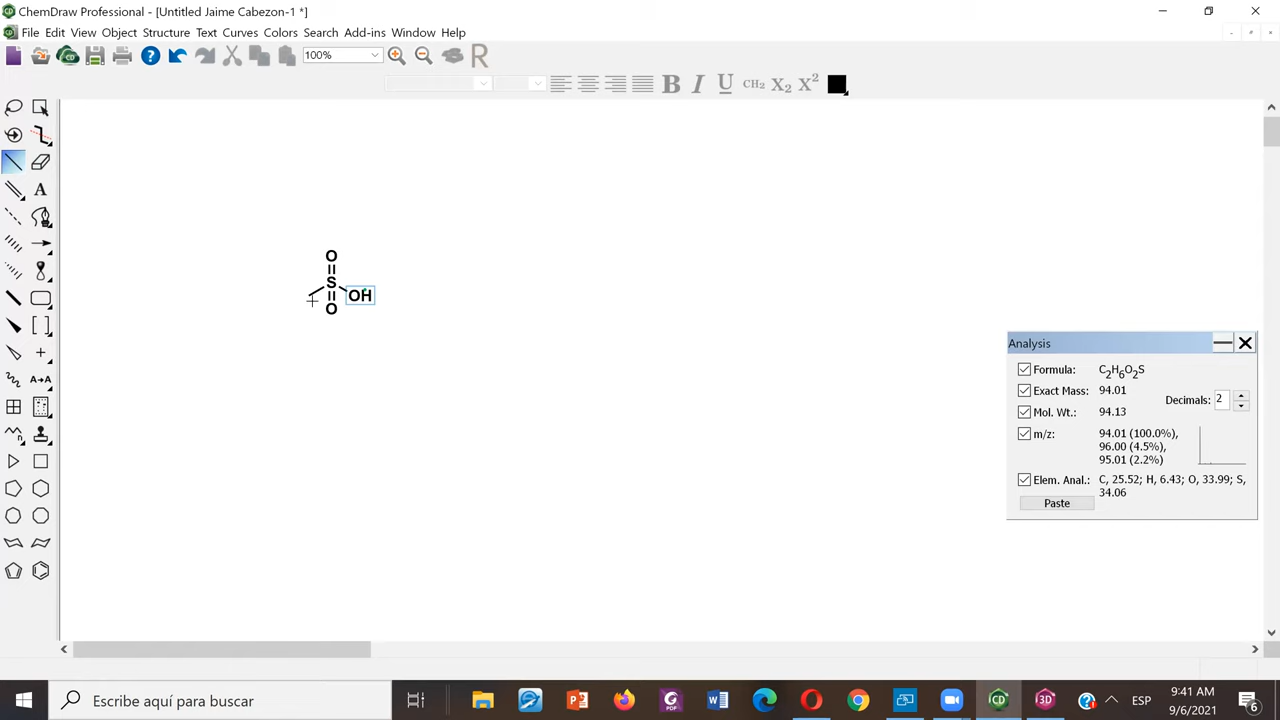 ChemDraw Professional - [Untitled Jaime Cabezon-1 *]
File Edit View Object Structure Text Curves Colors Search Add-ins Window Help
100% R
B I U CH2 X2 X2
A
A→A
O
S OH
O
Analysis
Formula: C2H6O2S
Exact Mass: 94.01
Decimals: 2
Mol. Wt.: 94.13
m/z: 94.01 (100.0%),
96.00 (4.5%),
95.01 (2.2%)
Elem. Anal.: C, 25.52; H, 6.43; O, 33.99; S,
34.06
Paste
Escribe aquí para buscar
ESP
9:41 AM
9/6/2021
6